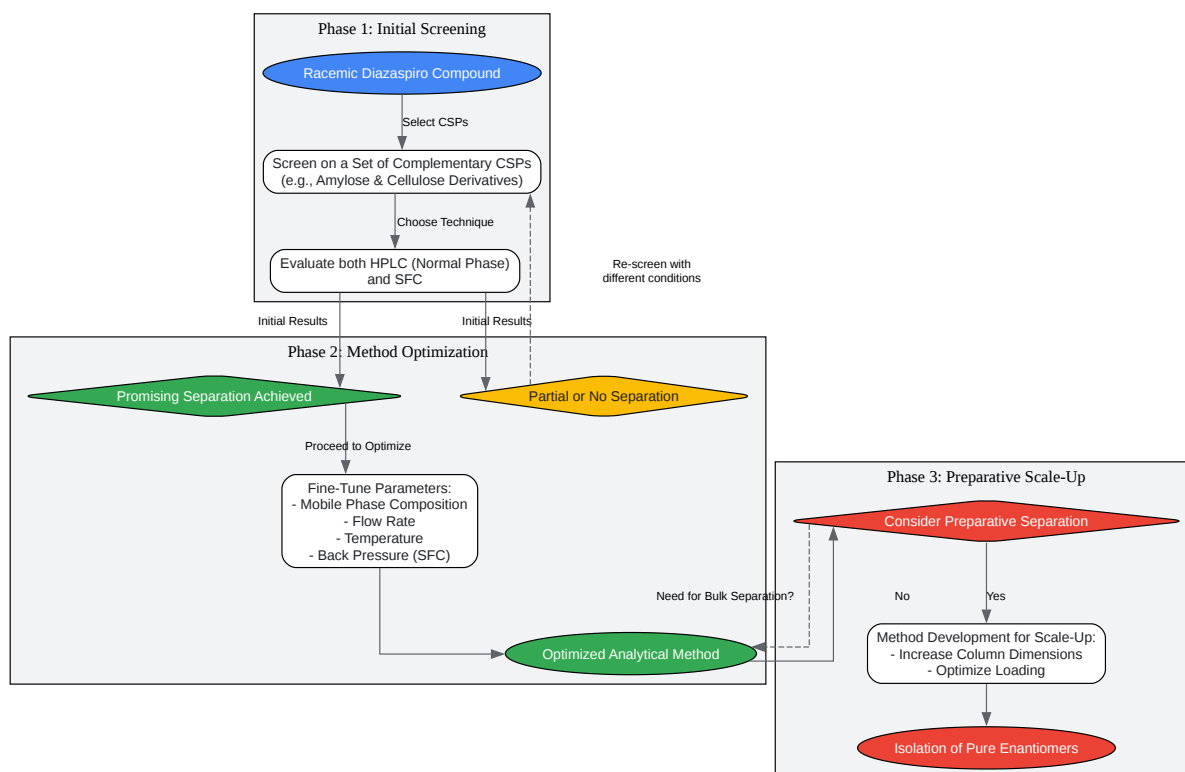 Phase 1: Initial Screening
Racemic Diazaspiro Compound
Select CSPs
Screen on a Set of Complementary CSPs
(e.g., Amylose & Cellulose Derivatives)
Choose Technique
Evaluate both HPLC (Normal Phase)
and SFC
Re-screen with
different conditions
Initial Results
Initial Results
Phase 2: Method Optimization
Promising Separation Achieved
Partial or No Separation
Proceed to Optimize
Fine-Tune Parameters:
- Mobile Phase Composition
- Flow Rate
- Temperature
- Back Pressure (SFC)
Optimized Analytical Method
Need for Bulk Separation?
Phase 3: Preparative Scale-Up
Consider Preparative Separation
No
Yes
Method Development for Scale-Up:
- Increase Column Dimensions
- Optimize Loading
Isolation of Pure Enantiomers